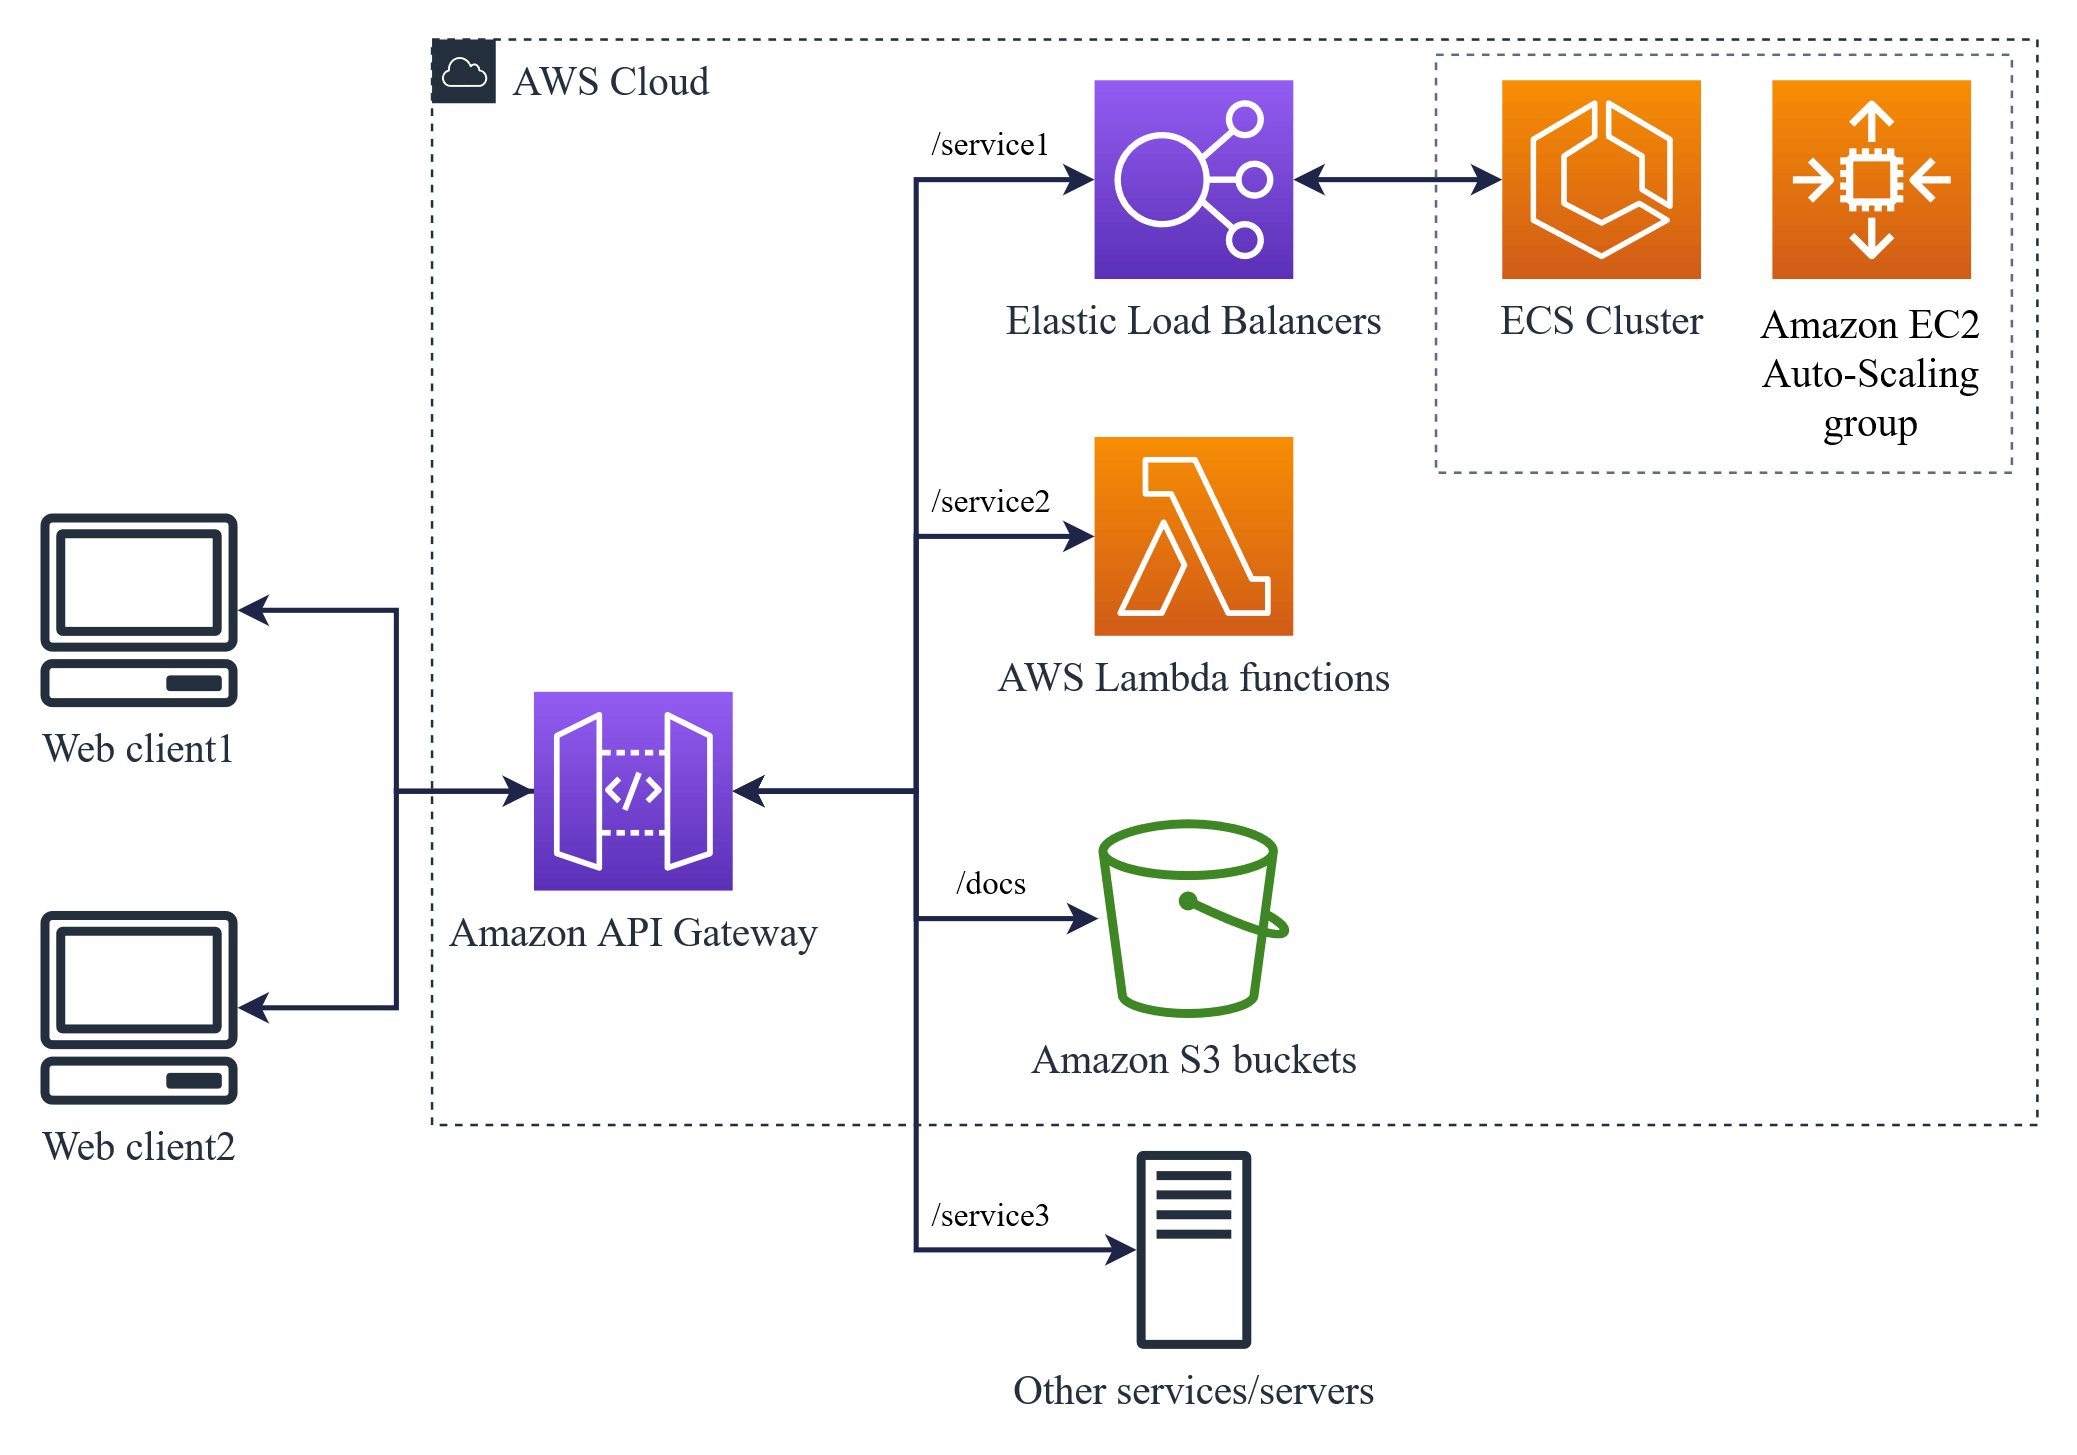 AWS Cloud
/service1
Elastic Load Balancers
ECS Cluster
Amazon EC2
Auto-Scaling
group
/service2
AWS Lambda functions
Web client1
Amazon API Gateway
/docs
Amazon S3 buckets
Web client2
/service3
Other services/servers